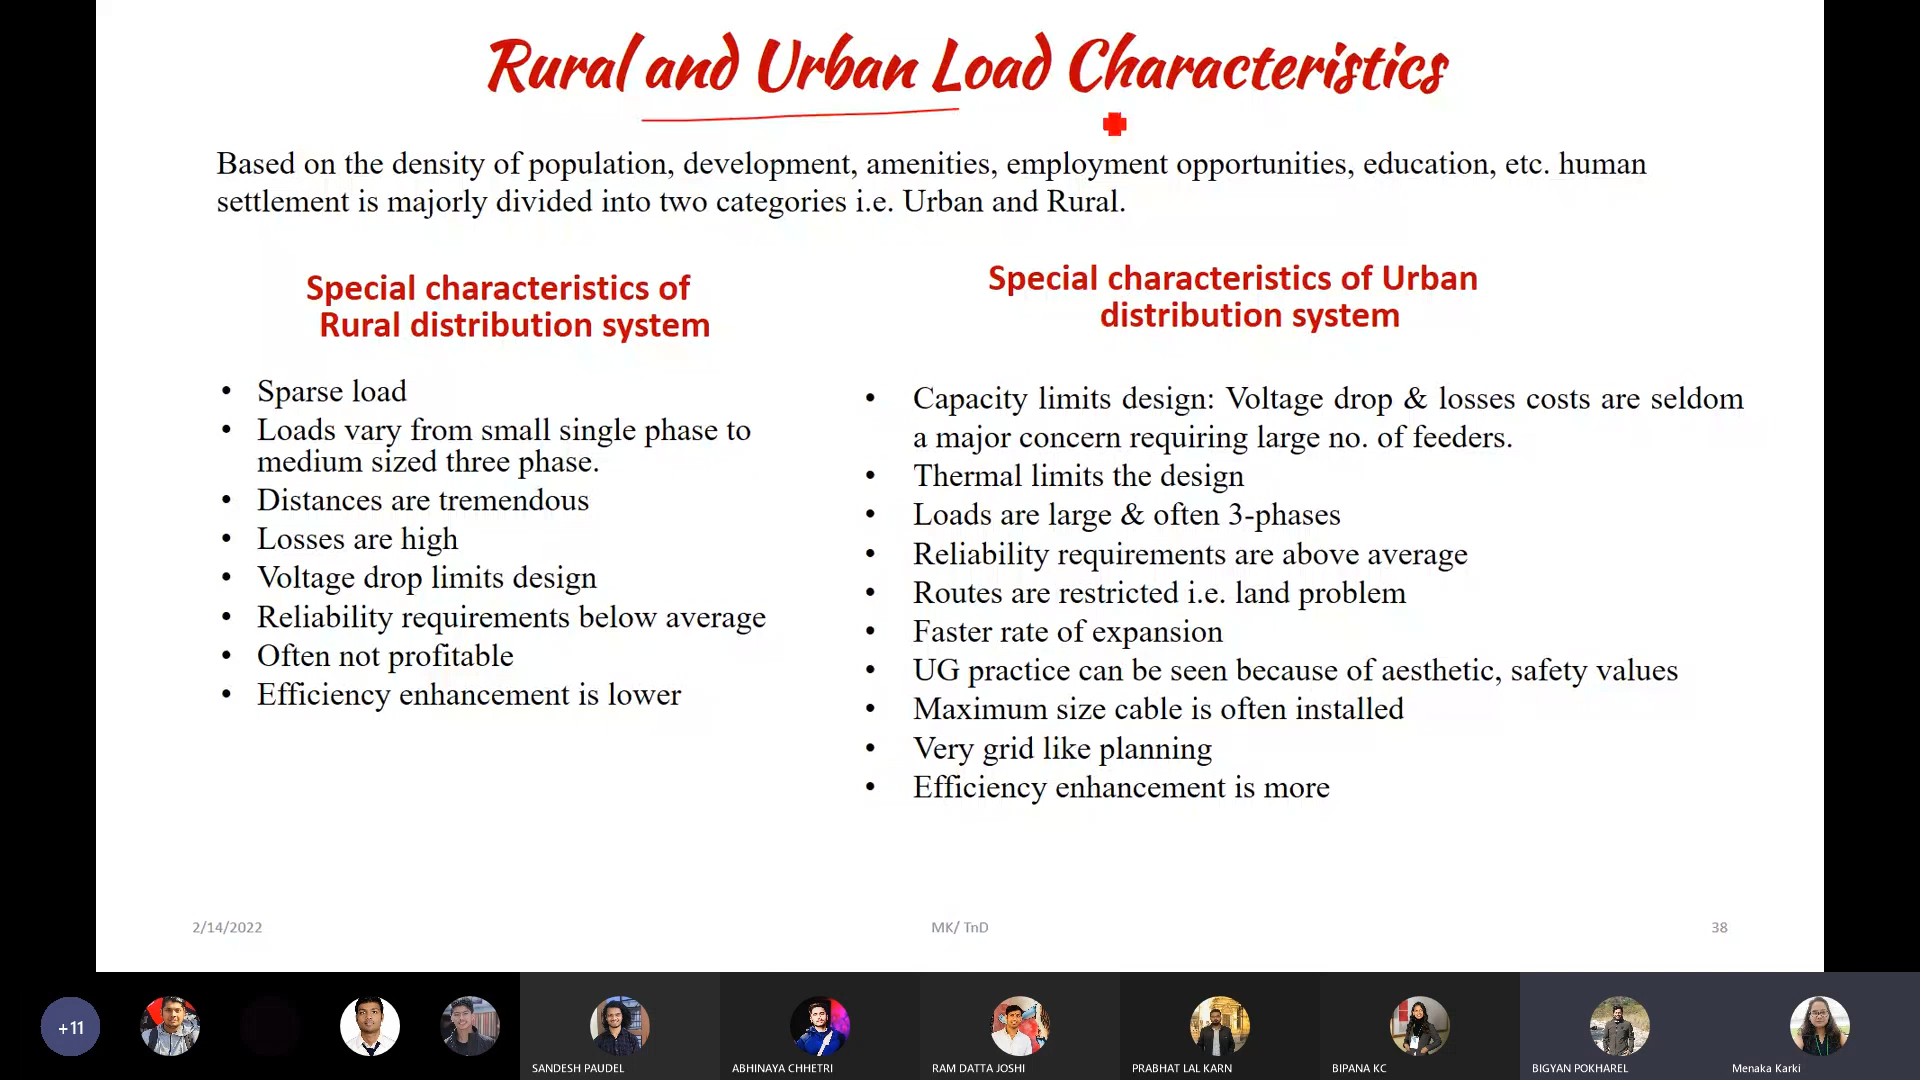 Rural and Urban Load Characteristics
Based on the density of population, development, amenities, employment opportunities, education, etc. human
settlement is majorly divided into two categories i.e. Urban and Rural.
Special characteristics of
Rural distribution system
• Sparse load
• Loads vary from small single phase to
medium sized three phase.
• Distances are tremendous
• Losses are high
• Voltage drop limits design
• Reliability requirements below average
• Often not profitable
• Efficiency enhancement is lower
Special characteristics of Urban
distribution system
• Capacity limits design: Voltage drop & losses costs are seldom
a major concern requiring large no. of feeders.
• Thermal limits the design
• Loads are large & often 3-phases
• Reliability requirements are above average
• Routes are restricted i.e. land problem
• Faster rate of expansion
• UG practice can be seen because of aesthetic, safety values
• Maximum size cable is often installed
• Very grid like planning
• Efficiency enhancement is more
2/14/2022
MK/ TnD
38
+11
SANDESH PAUDEL
ABHINAYA CHHETRI
RAM DATTA JOSHI
PRABHAT LAL KARN
BIPANA KC
BIGYAN POKHAREL
Menaka Karki